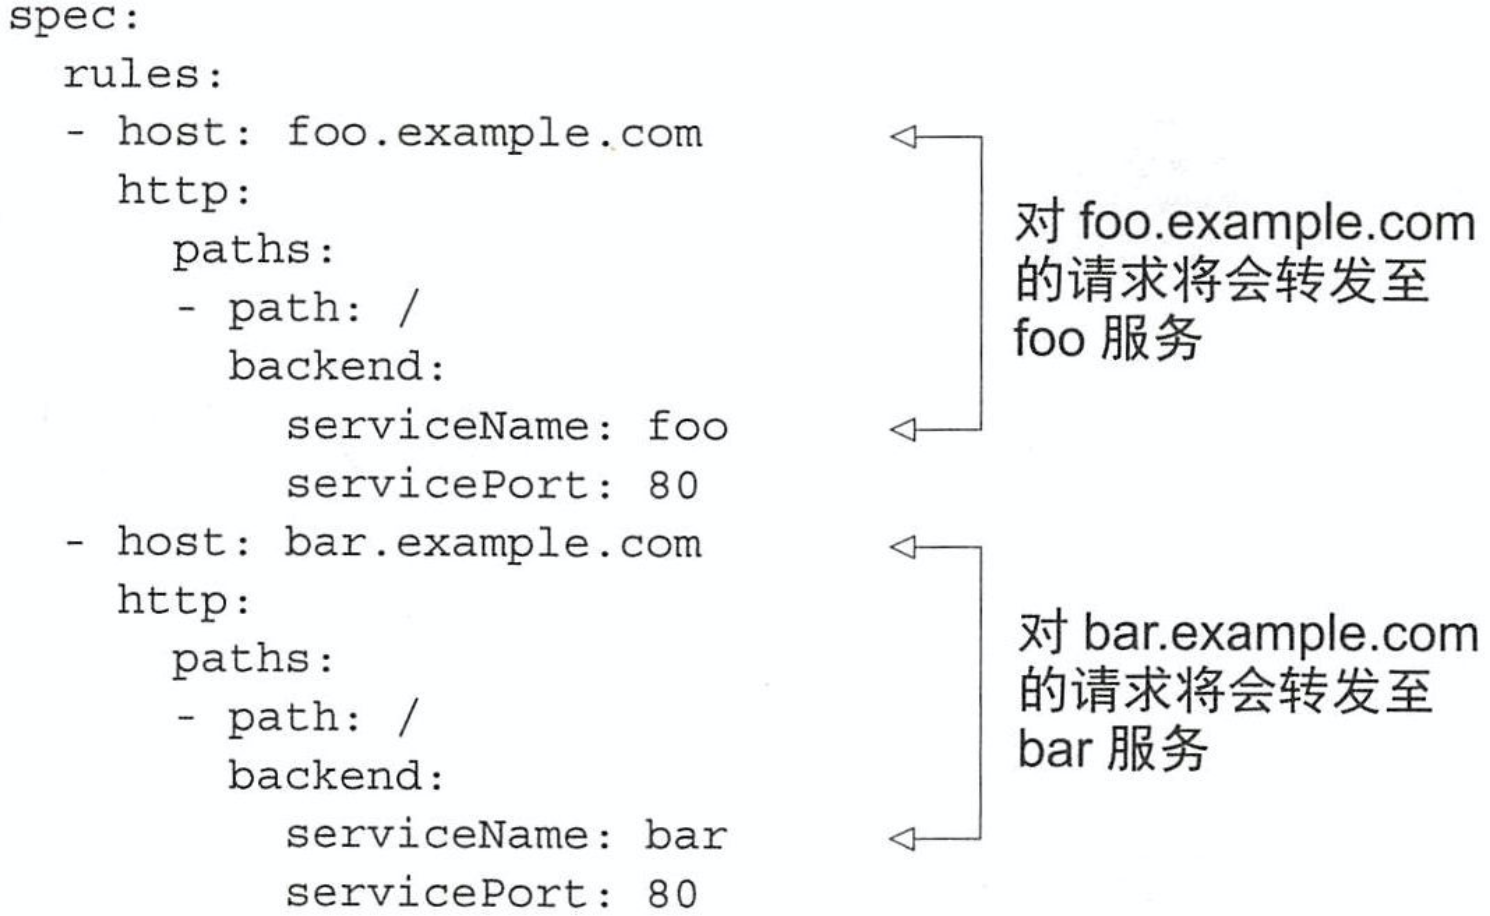 spec:
  rules:
  - host: foo.example.com
    http:
      paths:
      - path: /
        backend:
          serviceName: foo
          servicePort: 80
  - host: bar.example.com
    http:
      paths:
      - path: /
        backend:
          serviceName: bar
          servicePort: 80
对 foo.example.com
的请求将会转发至
foo 服务
对 bar.example.com
的请求将会转发至
bar 服务